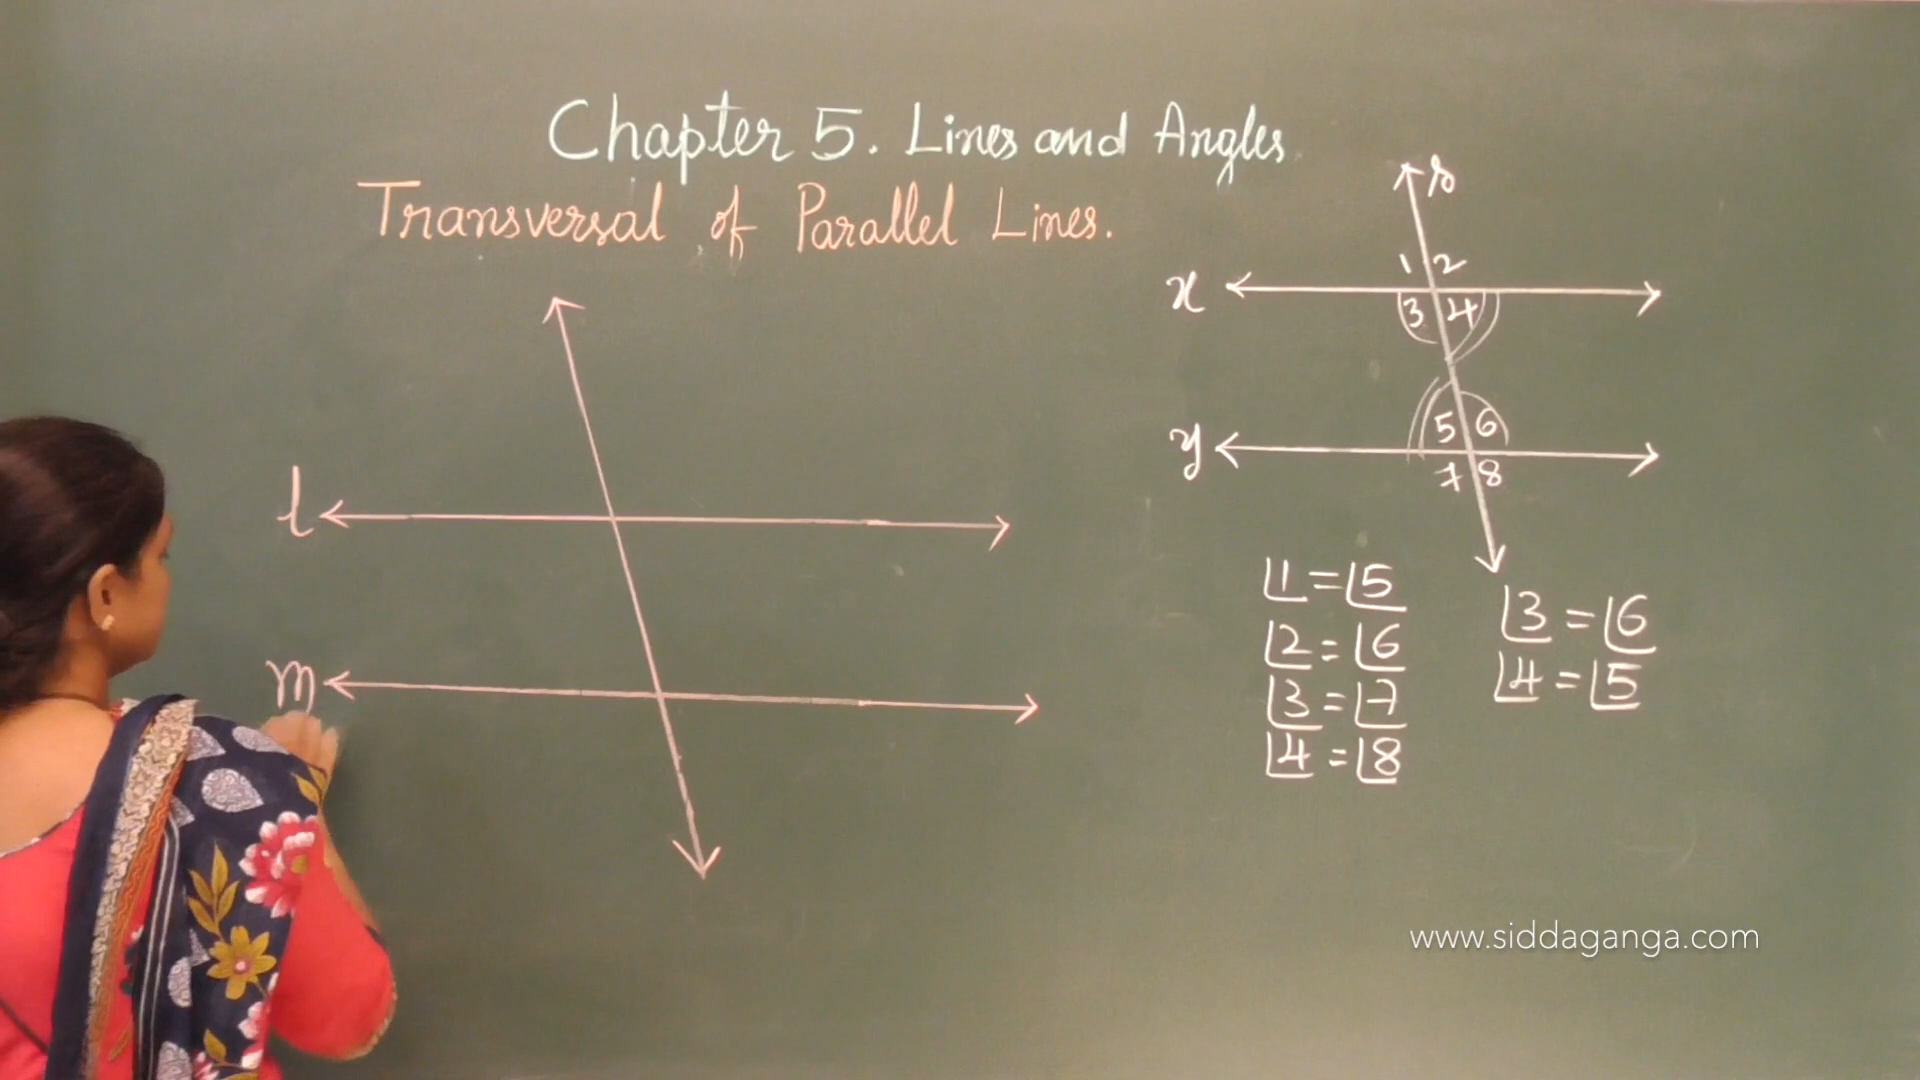 Chapter 5. Lines and Angles
Transversal of Parallel Lines.
s
1 2
x
3 4
5 6
y
7 8
l
m
∠1 = ∠5
∠2 = ∠6
∠3 = ∠7
∠4 = ∠8
∠3 = ∠6
∠4 = ∠5
www.siddaganga.com